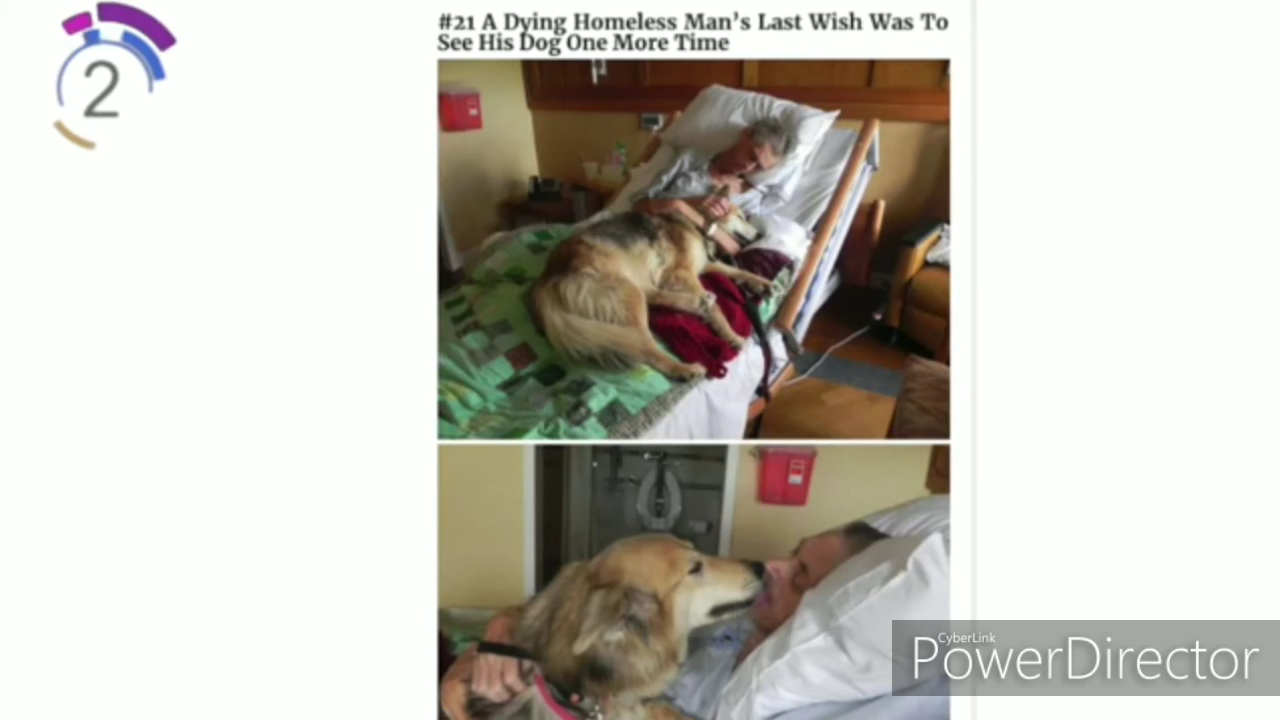 #21 A Dying Homeless Man's Last Wish Was To
See His Dog One More Time
2
CyberLink
PowerDirector